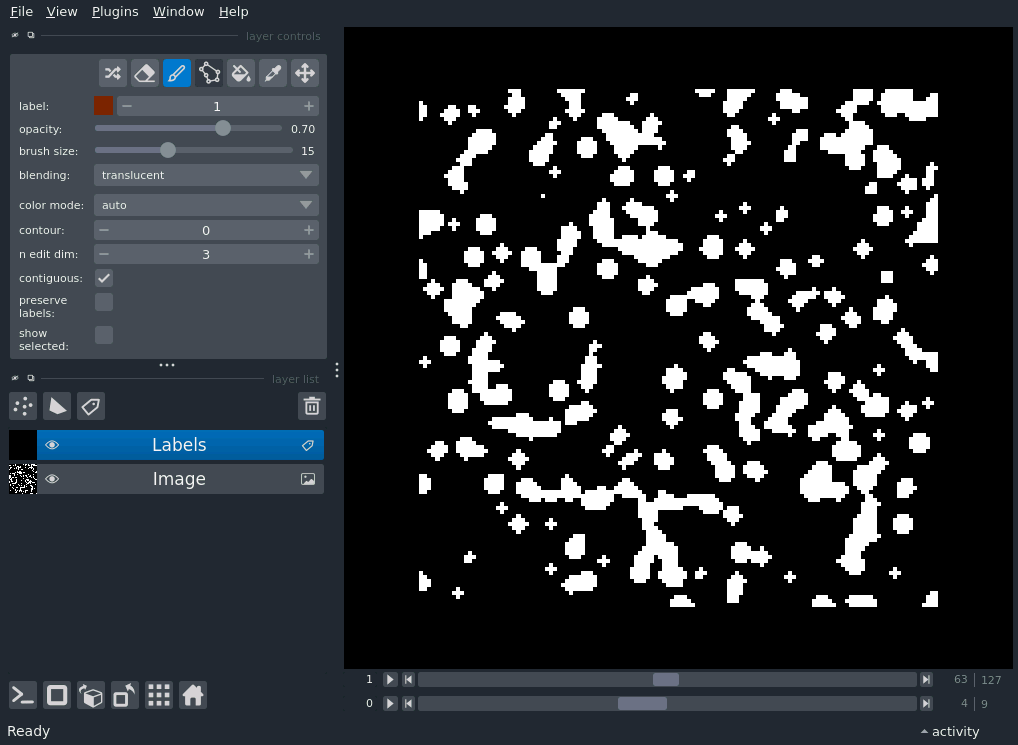 File View Plugins Window Help
layer controls
label: 1
opacity: 0.70
brush size: 15
blending: translucent
color mode: auto
contour: 0
n edit dim: 3
contiguous:
preserve
labels:
show
selected:
layer list
Labels
Image
1 63 127
0 4 9
Ready activity